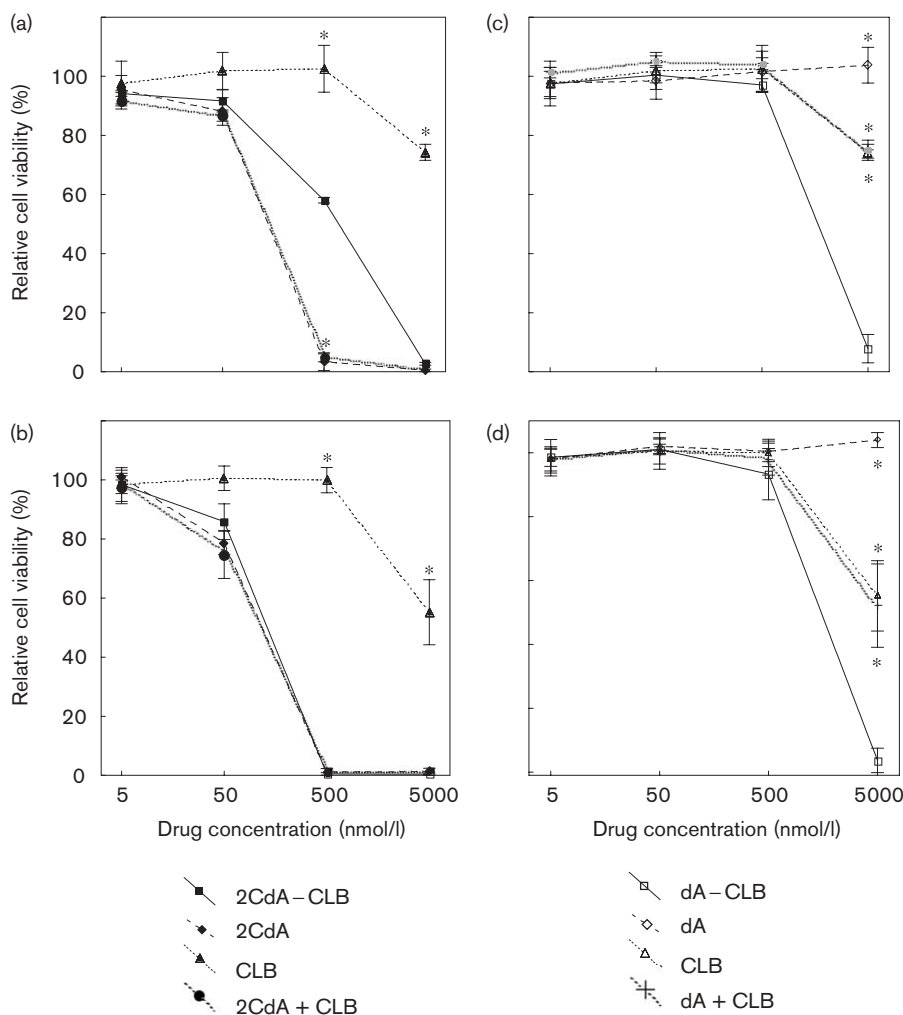 (a)
Relative cell viability (%)
100
80
60
40
20
0
*
*
*
(c)
*
*
*
(b)
Relative cell viability (%)
100
80
60
40
20
0
*
*
5 50 500 5000
Drug concentration (nmol/l)
(d)
*
*
*
5 50 500 5000
Drug concentration (nmol/l)
2CdA–CLB
2CdA
CLB
2CdA + CLB
dA–CLB
dA
CLB
dA + CLB